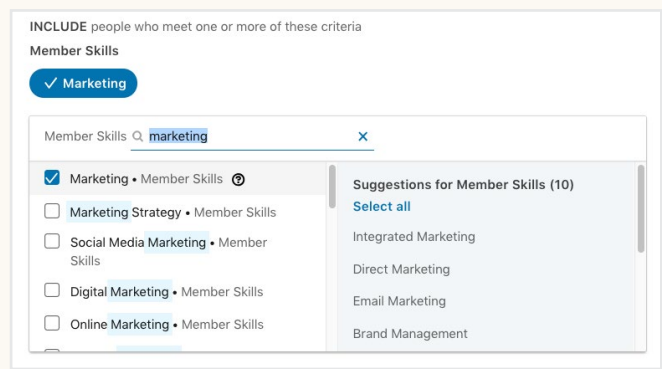 INCLUDE people who meet one or more of these criteria
Member Skills
✓ Marketing
Member Skills marketing ×
Marketing • Member Skills ?
Marketing Strategy • Member Skills
Social Media Marketing • Member
Skills
Digital Marketing • Member Skills
Online Marketing • Member Skills
Suggestions for Member Skills (10)
Select all
Integrated Marketing
Direct Marketing
Email Marketing
Brand Management